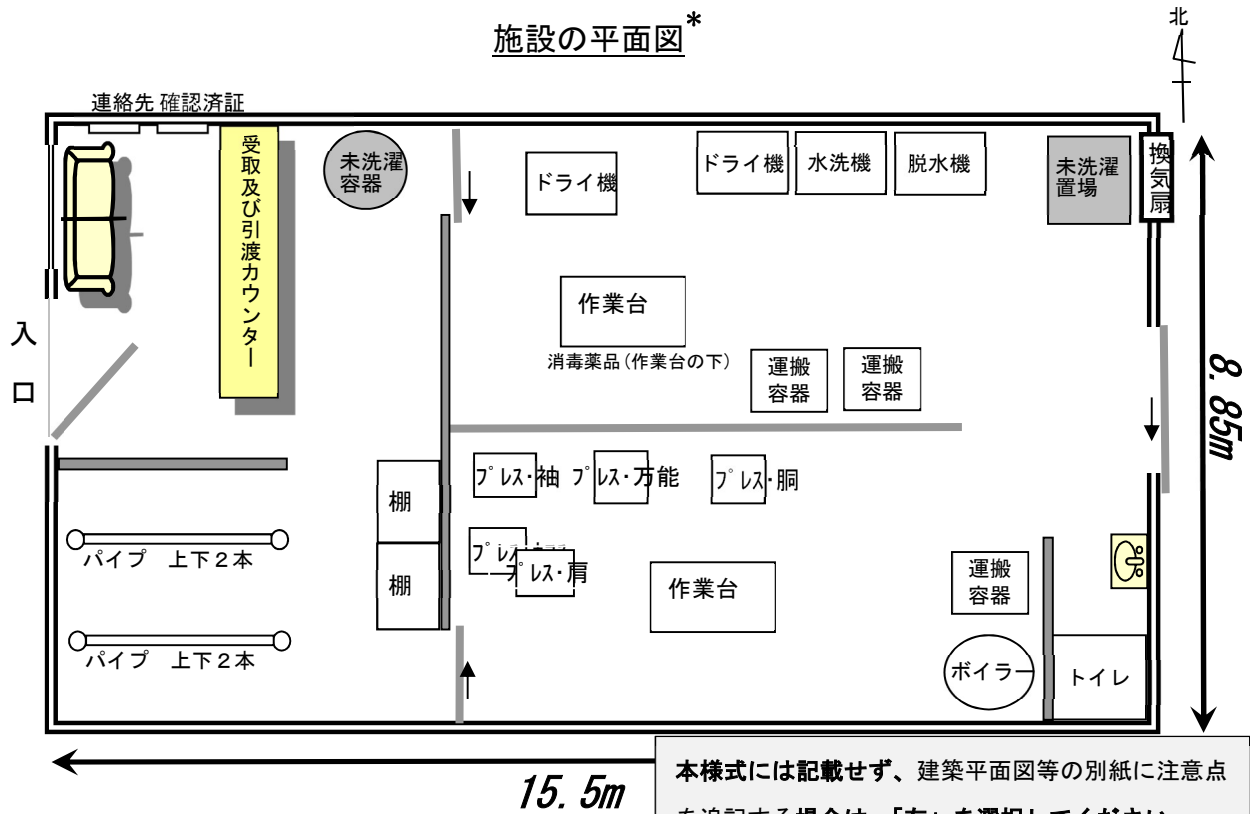 施設の平面図*
北
連絡先 確認済証
受取及び引渡カウンター
未洗濯
容器
ドライ機
ドライ機
水洗機
脱水機
未洗濯
置場
換気扇
入
口
作業台
消毒薬品(作業台の下)
運搬
容器
運搬
容器
8.85m
棚
棚
プレス・袖
プレス・万能
プレス・胴
プレス・肩
パイプ 上下2本
パイプ 上下2本
作業台
運搬
容器
ボイラー
トイレ
15.5m
本様式には記載せず、建築平面図等の別紙に注意点